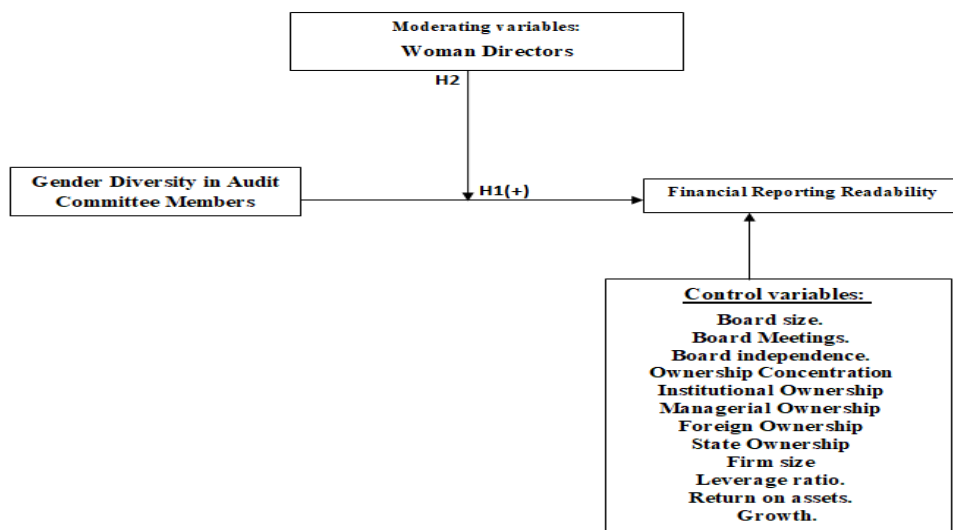 Moderating variables:
Woman Directors
H2
Gender Diversity in Audit
Committee Members
H1(+)
Financial Reporting Readability
Control variables:
Board size.
Board Meetings.
Board independence.
Ownership Concentration
Institutional Ownership
Managerial Ownership
Foreign Ownership
State Ownership
Firm size
Leverage ratio.
Return on assets.
Growth.